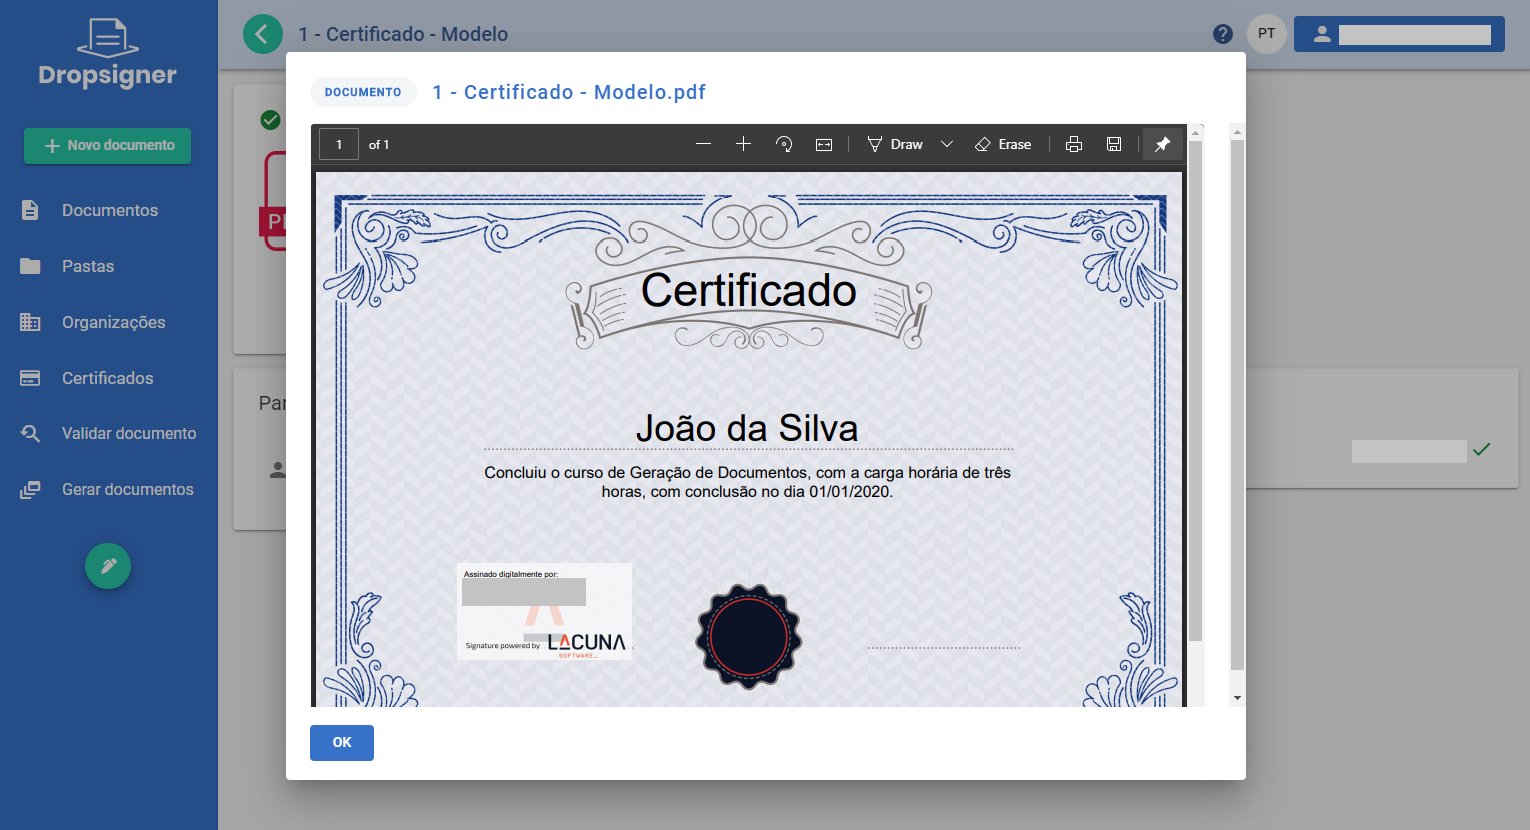 Dropsigner
Novo documento
Documentos
Pastas
Organizações
Certificados
Validar documento
Gerar documentos
1 - Certificado - Modelo
PT
DOCUMENTO
1 - Certificado - Modelo.pdf
1 of 1
Draw
Erase
Certificado
João da Silva
Concluiu o curso de Geração de Documentos, com a carga horária de três
horas, com conclusão no dia 01/01/2020.
Assinado digitalmente por:
Signature powered by
LACUNA
SOFTWARE
OK